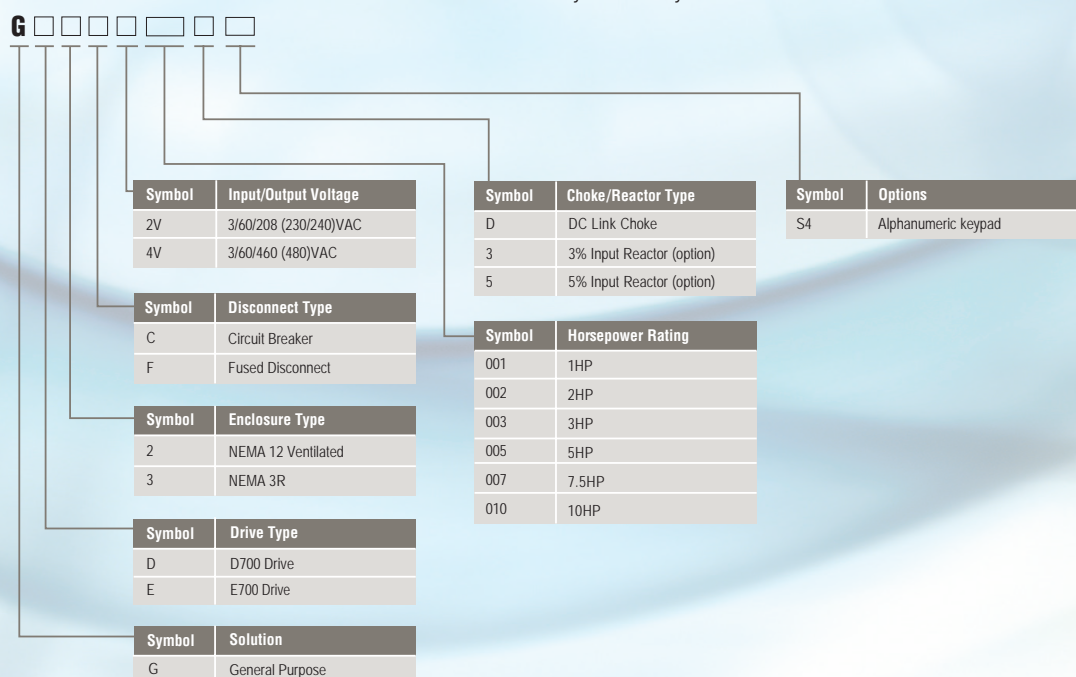 G
Symbol Input/Output Voltage
2V 3/60/208 (230/240)VAC
4V 3/60/460 (480)VAC
Symbol Disconnect Type
C Circuit Breaker
F Fused Disconnect
Symbol Enclosure Type
2 NEMA 12 Ventilated
3 NEMA 3R
Symbol Drive Type
D D700 Drive
E E700 Drive
Symbol Solution
G General Purpose
Symbol Choke/Reactor Type
D DC Link Choke
3 3% Input Reactor (option)
5 5% Input Reactor (option)
Symbol Horsepower Rating
001 1HP
002 2HP
003 3HP
005 5HP
007 7.5HP
010 10HP
Symbol Options
S4 Alphanumeric keypad